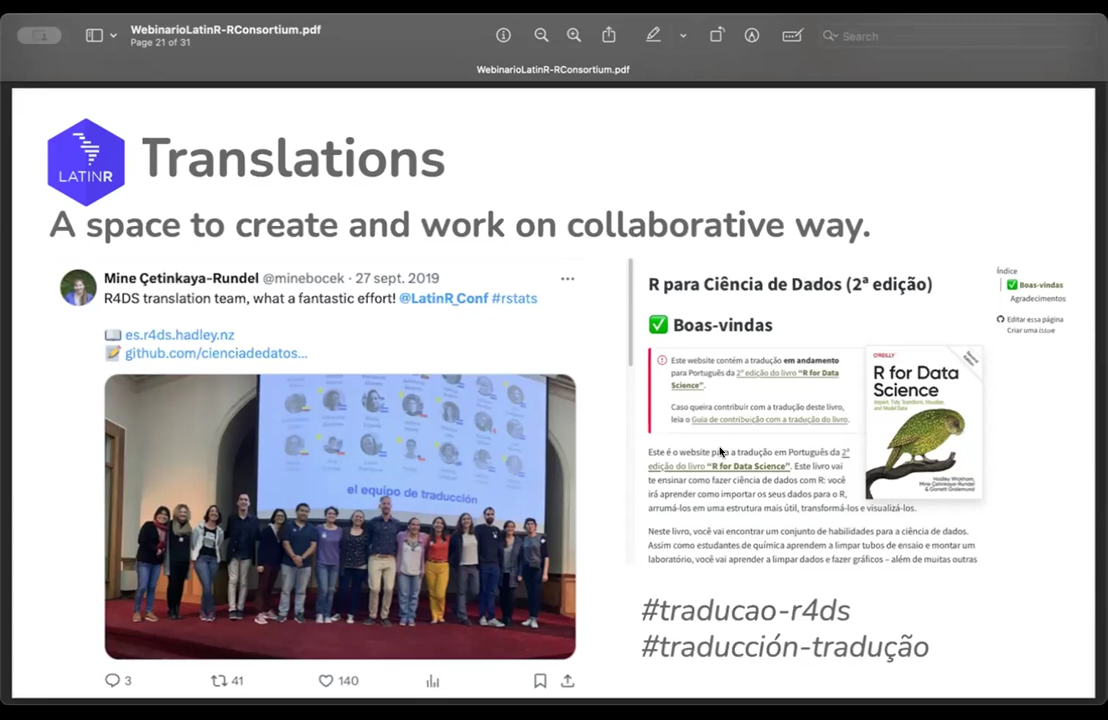 WebinarioLatinR-RConsortium.pdf
Page 21 of 31
Search
WebinarioLatinR-RConsortium.pdf
LATINR
Translations
A space to create and work on collaborative way.
Mine Çetinkaya-Rundel @minebocek · 27 sept. 2019
R4DS translation team, what a fantastic effort! @LatinR_Conf #rstats
es.r4ds.hadley.nz
github.com/cienciadedatos...
el equipo de traducción
3
41
140
R para Ciência de Dados (2ª edição)
Boas-vindas
Este website contém a tradução em andamento
para Português da 2ª edição do livro “R for Data
Science”.
Caso queira contribuir com a tradução deste livro,
leia o Guia de contribuição com a tradução do livro.
Este é o website para a tradução em Português da 2ª
edição do livro “R for Data Science”. Este livro vai
te ensinar como fazer ciência de dados com R: você
irá aprender como importar os seus dados para o R,
arrumá-los em uma estrutura mais útil, transformá-los e visualizá-los.
Neste livro, você vai encontrar um conjunto de habilidades para a ciência de dados.
Assim como estudantes de química aprendem a limpar tubos de ensaio e montar um
laboratório, você vai aprender a limpar dados e fazer gráficos – além de muitas outras
O'REILLY
R for Data
Science
Import, Tidy, Transform, Visualize,
and Model Data
Hadley Wickham,
Mine Çetinkaya-Rundel
& Garrett Grolemund
Índice
Boas-vindas
Agradecimentos
Editar essa página
Criar uma issue
#traducao-r4ds
#traducción-tradução